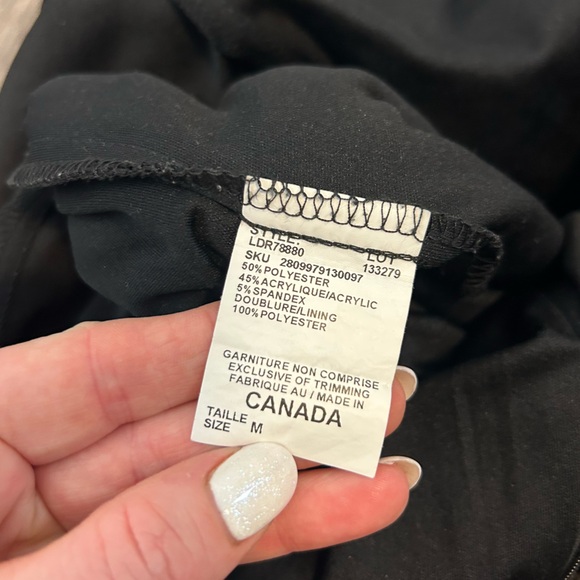 STYLE: LOT
LDR78880 133279
SKU 2809979130097
50%POLYESTER
45%ACRYLIQUE/ACRYLIC
5%SPANDEX
DOUBLURE/LINING
100%POLYESTER
GARNITURE NON COMPRISE
EXCLUSIVE OF TRIMMING
FABRIQUE AU / MADE IN
CANADA
TAILLE
SIZE M